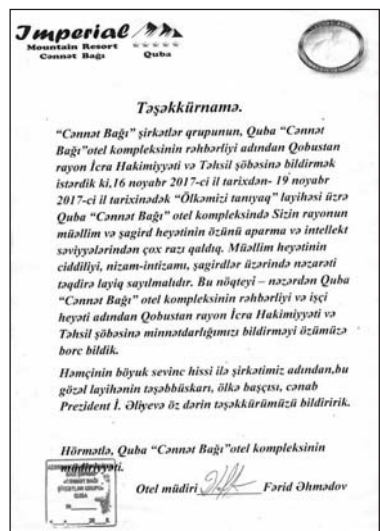 Imperial
Mountain Resort
Cənnət Bağı Quba
Təşəkkürnamə.
“Cənnət Bağı” şirkətlər qrupunun, Quba “Cənnət
Bağı”otel kompleksinin rəhbərliyi adından Qobustan
rayon İcra Hakimiyyəti və Təhsil şöbəsinə bildirmək
istərdik ki,16 noyabr 2017-ci il tarixdən- 19 noyabr
2017-ci il tarixinədək “Ölkəmizi tanıyaq” layihəsi üzrə
Quba “Cənnət Bağı” otel kompleksində Sizin rayonun
müəllim və şagird heyətinin özünü aparma və intellekt
səviyyələrindən çox razı qaldıq. Müəllim heyətinin
ciddiliyi, nizam-intizamı, şagirdlər üzərində nəzarəti
təqdirə layiq sayılmalıdır. Bu nöqteyi – nəzərdən Quba
“Cənnət Bağı” otel kompleksinin rəhbərliyi və işçi
heyəti adından Qobustan rayon İcra Hakimiyyəti və
Təhsil şöbəsinə minnətdarlığımızı bildirməyi özümüzə
borc bildik.
Həmçinin böyük sevinc hissi ilə şirkətimiz adından,bu
gözəl layihənin təşəbbüskarı, ölkə başçısı, cənab
Prezident İ. Əliyevə öz dərin təşəkkürümüzü bildiririk.
Hörmətlə, Quba “Cənnət Bağı”otel kompleksinin
müdiriyyəti.
«CƏNNƏT BAĞI
ŞİRKƏTLƏR QRUPU»
QUBA
Otel müdiri Fərid Əhmədov